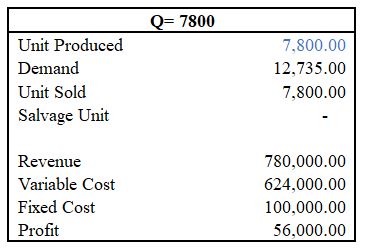 Q= 7800
Unit Produced 7,800.00
Demand 12,735.00
Unit Sold 7,800.00
Salvage Unit -
Revenue 780,000.00
Variable Cost 624,000.00
Fixed Cost 100,000.00
Profit 56,000.00